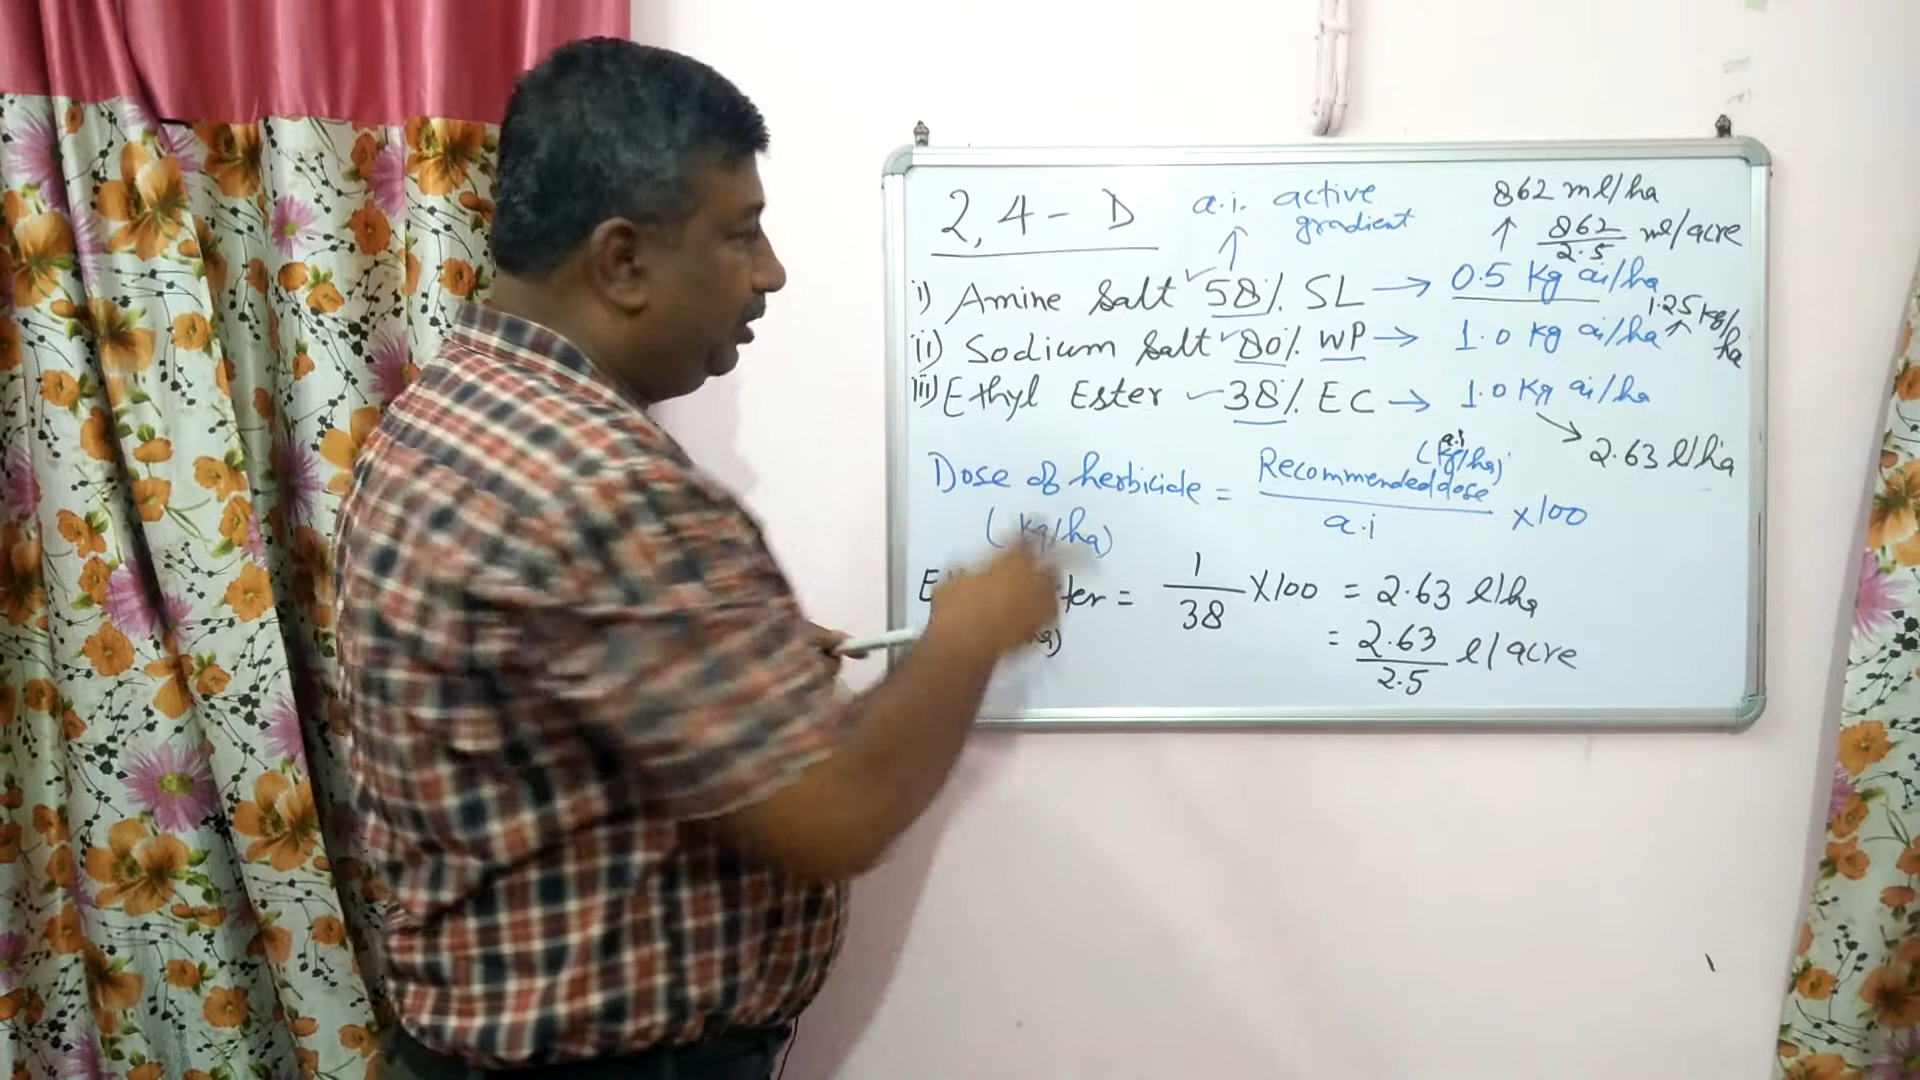 2,4- D
a.i. active
gradient
862 ml/ha
↑ 862/2.5 ml/acre
i) Amine Salt ✓58% SL → 0.5 Kg ai/ha
1.25 kg/ha
ii) Sodium Salt ✓80% WP → 1.0 Kg ai/ha
iii) Ethyl Ester -38% EC → 1.0 Kg ai/ha
2.63 l/ha
Dose of herbicide = Recommended dose / a.i ×100
a.i
(kg/ha)
(kg/ha)
= 1/38 ×100 = 2.63 l/ha
= 2.63/2.5 l/acre